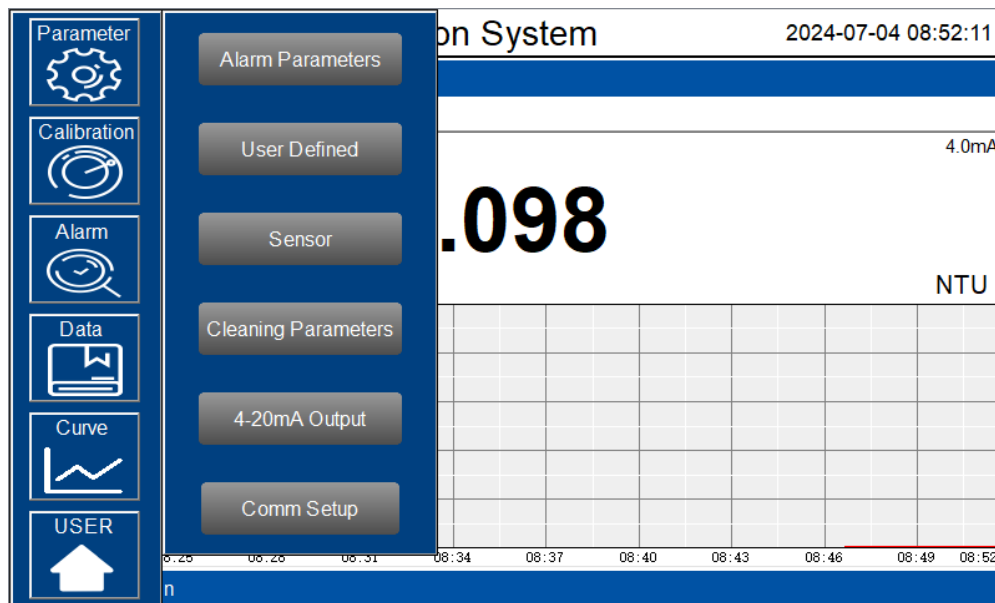 Parameter
Calibration
Alarm
Data
Curve
USER
Alarm Parameters
User Defined
Sensor
Cleaning Parameters
4-20mA Output
Comm Setup
on System
2024-07-04 08:52:11
4.0mA
.098
NTU
08:28 08:31 08:34 08:37 08:40 08:43 08:46 08:49 08:52
n